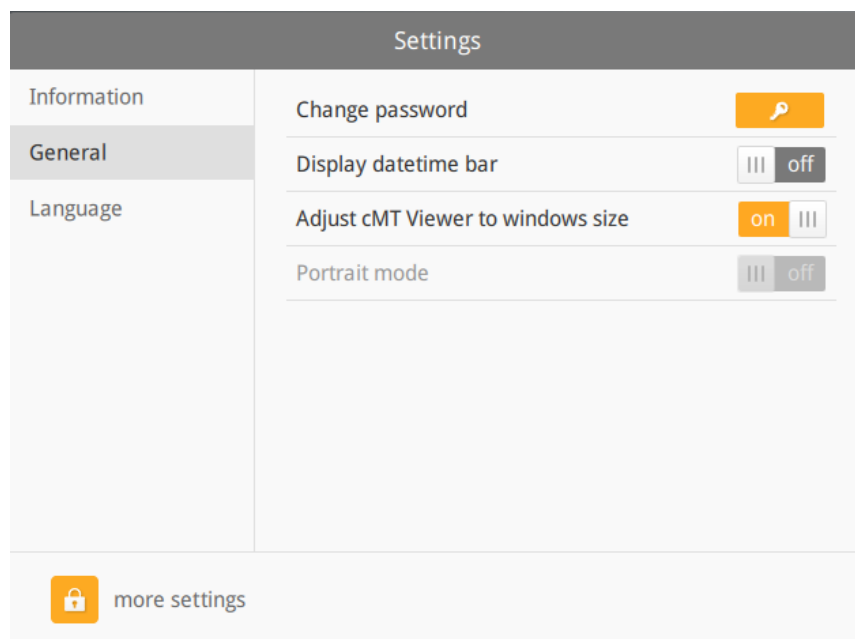 Settings
Information
General
Language
Change password
Display datetime bar
off
Adjust cMT Viewer to windows size
on
Portrait mode
off
more settings